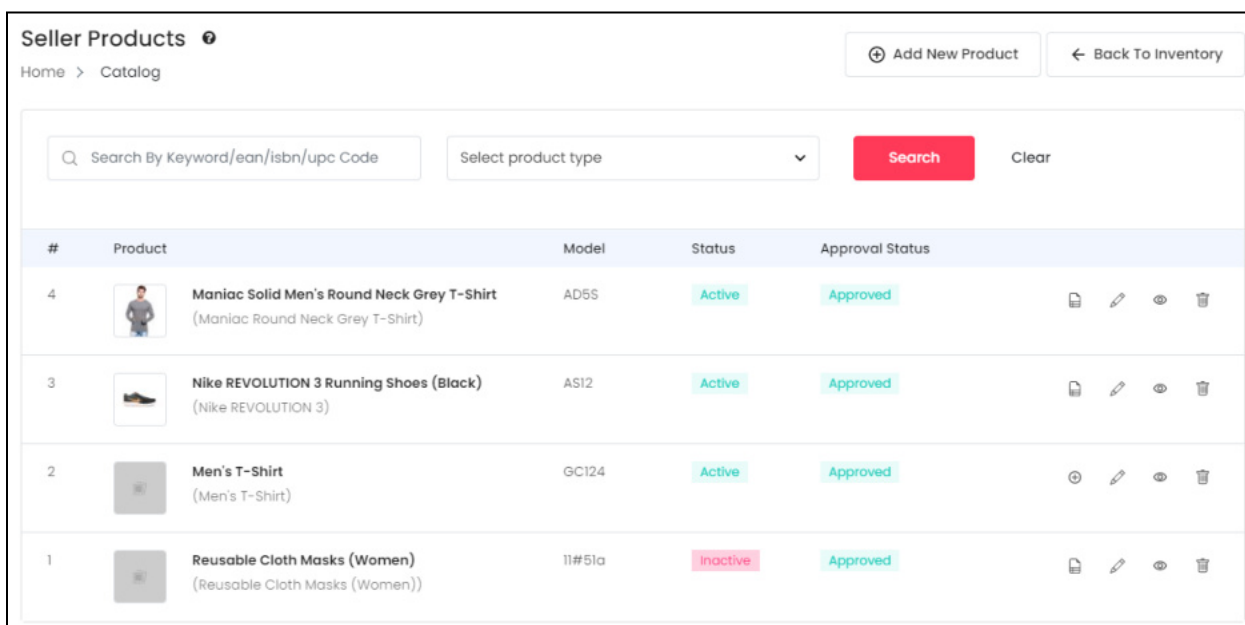 Seller Products
Add New Product
Back To Inventory
Home > Catalog
Search By Keyword/ean/isbn/upc Code
Select product type
Search
Clear
# Product Model Status Approval Status
4 Maniac Solid Men's Round Neck Grey T-Shirt AD5S Active Approved
(Maniac Round Neck Grey T-Shirt)
3 Nike REVOLUTION 3 Running Shoes (Black) AS12 Active Approved
(Nike REVOLUTION 3)
2 Men's T-Shirt GC124 Active Approved
(Men's T-Shirt)
1 Reusable Cloth Masks (Women) 11#51a Inactive Approved
(Reusable Cloth Masks (Women))